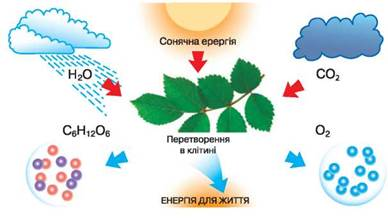 Сонячна ерергія
H₂O
CO₂
C₆H₁₂O₆
O₂
Перетворення
в клітині
ЕНЕРГІЯ ДЛЯ ЖИТТЯ